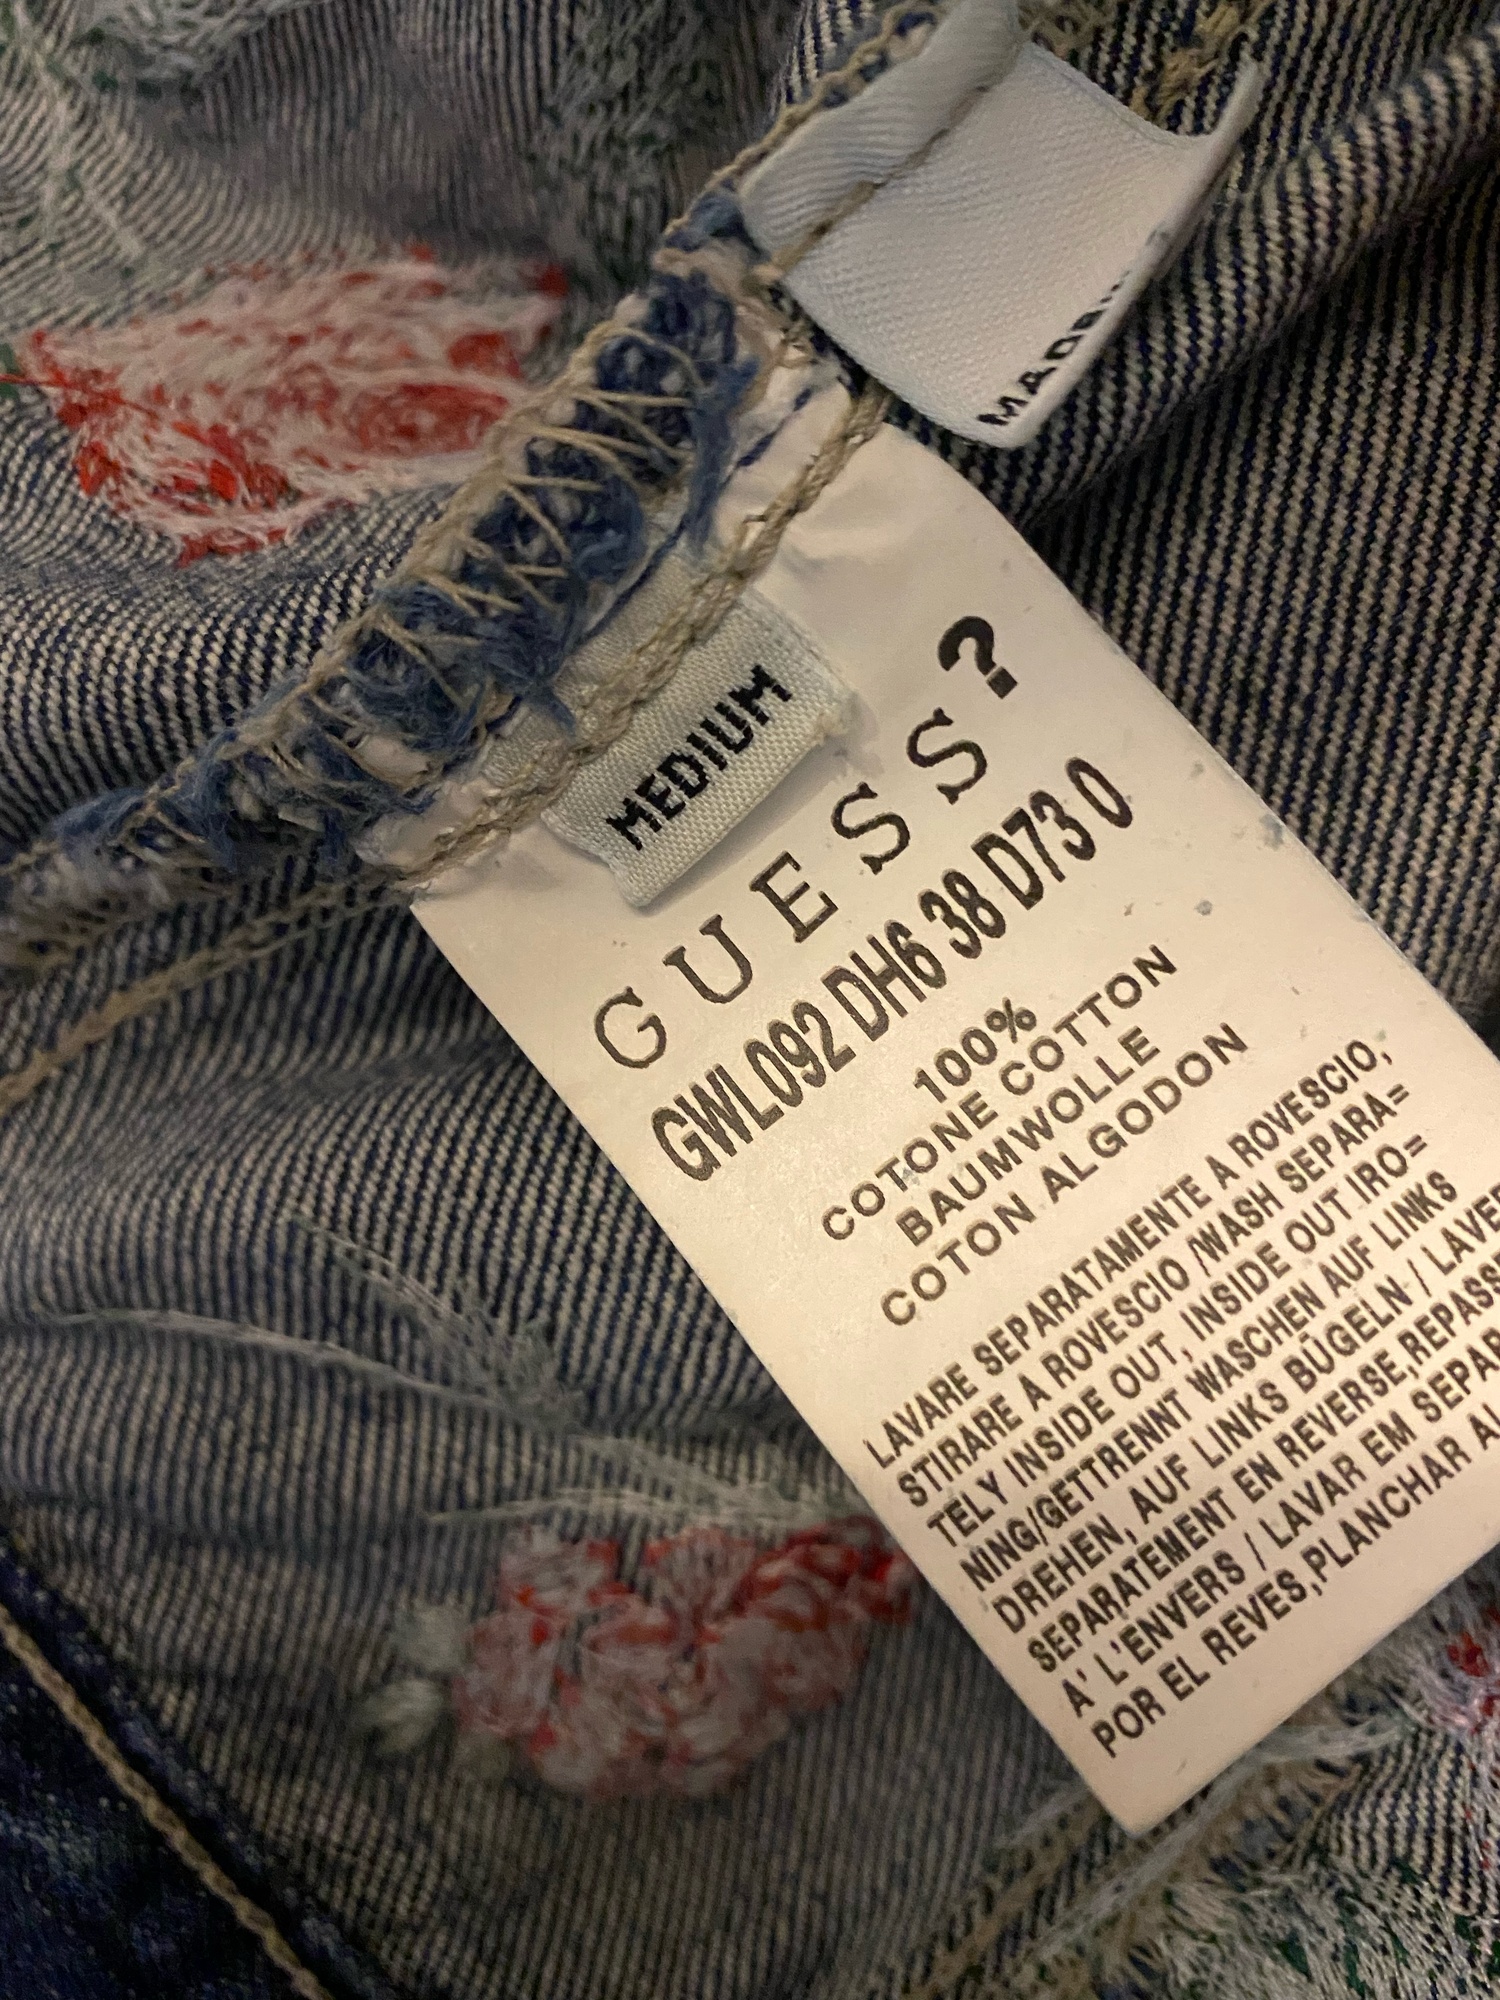 MEDIUM
GUESS?
GWL092 DH6 38 D73 0
100%
COTONE COTTON
BAUMWOLLE
COTON ALGODON
LAVARE SEPARATAMENTE A ROVESCIO,
STIRARE A ROVESCIO /WASH SEPARA=
TELY INSIDE OUT, INSIDE OUT IRO=
NING/GETTRENNT WASCHEN AUF LINKS
DREHEN, AUF LINKS BÜGELN / LAVER
SEPARATEMENT EN REVERSE,REPASSE
A' L'ENVERS / LAVAR EM SEPAR
POR EL REVES,PLANCHAR AL